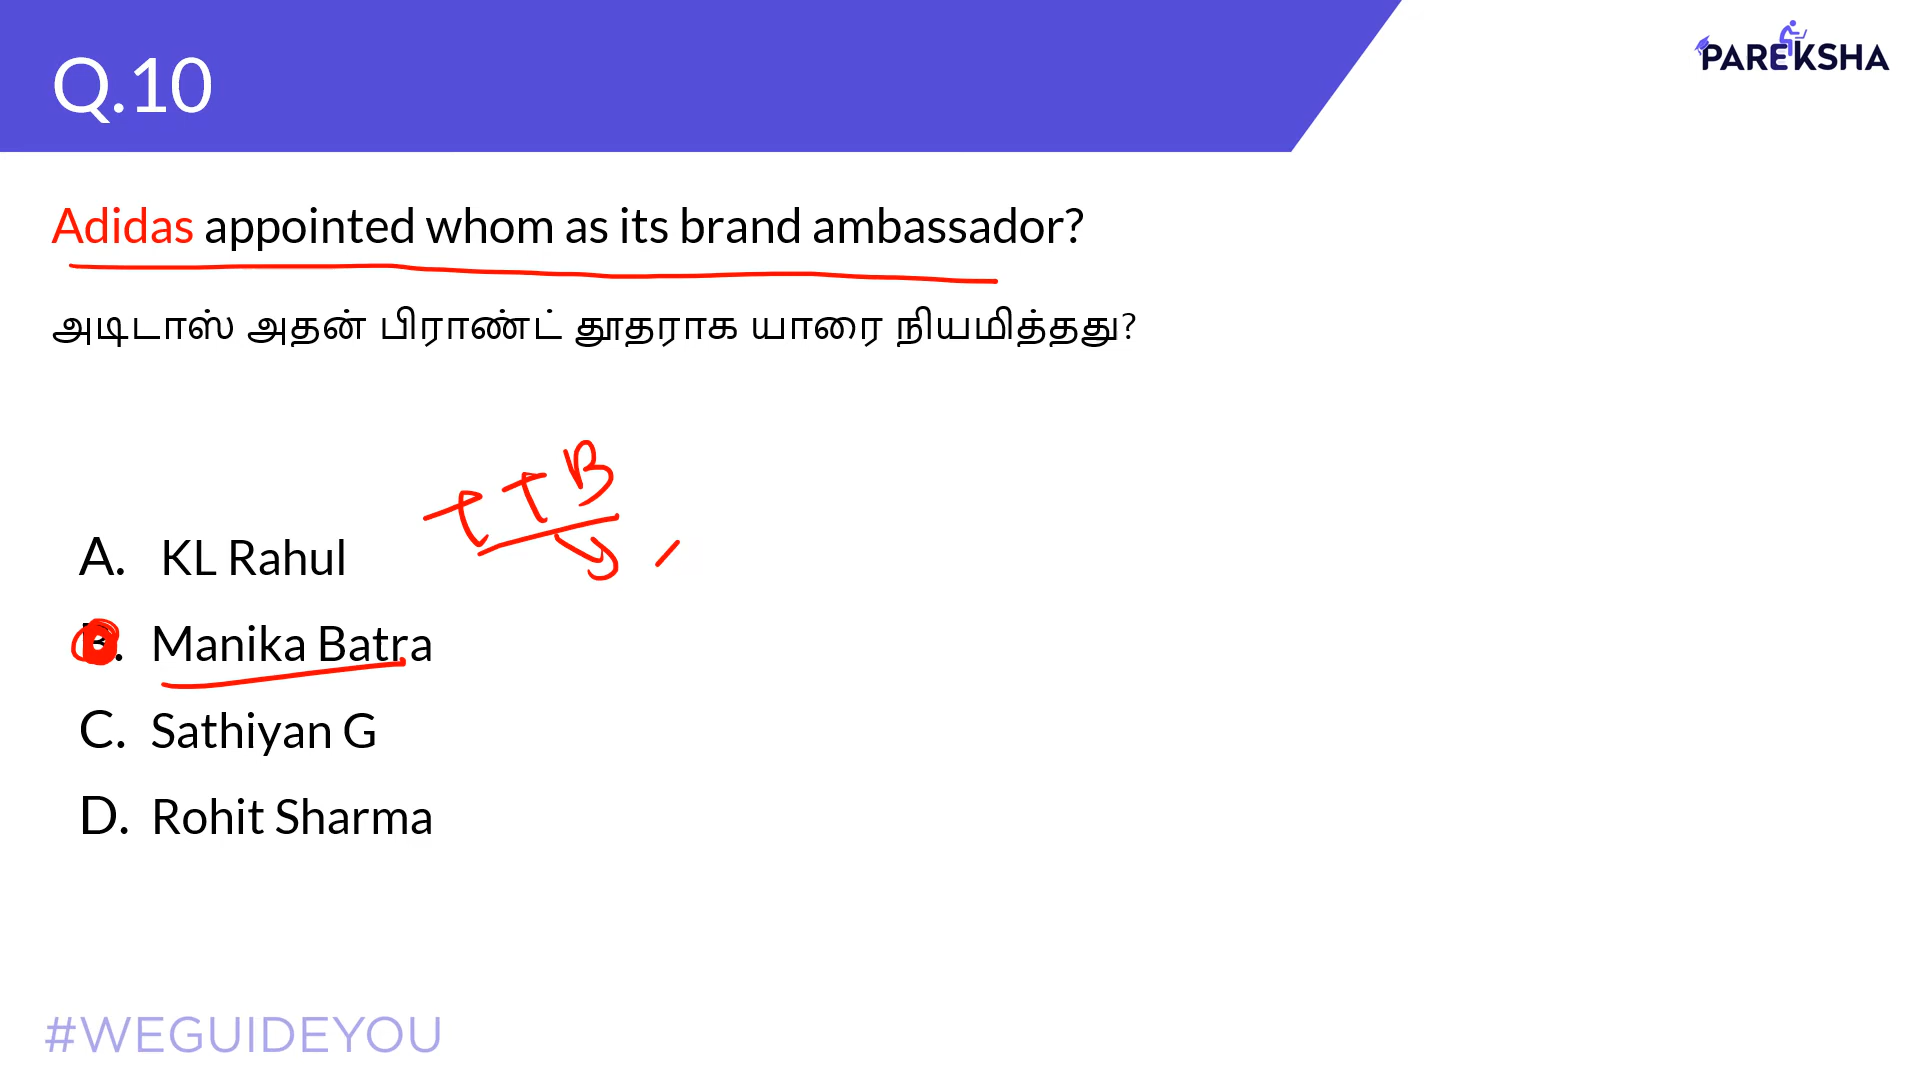 Q.10
PAREKSHA
Adidas appointed whom as its brand ambassador?
அடிடாஸ் அதன் பிராண்ட் தூதராக யாரை நியமித்தது?
TTB
A. KL Rahul
B. Manika Batra
C. Sathiyan G
D. Rohit Sharma
#WEGUIDEYOU